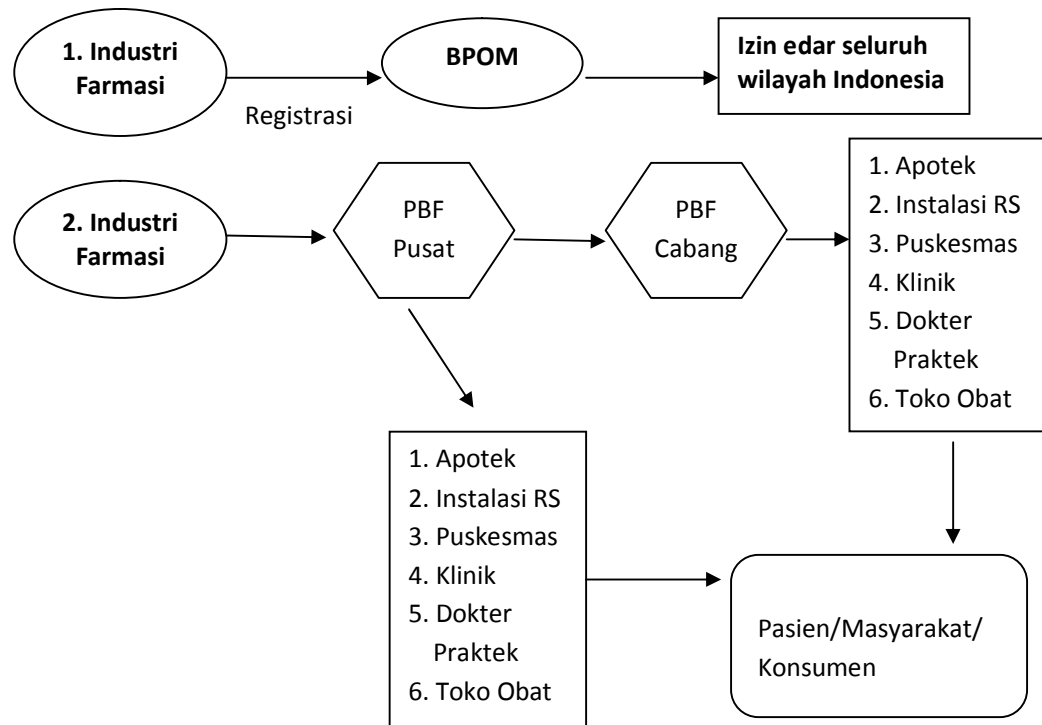 1. Industri
Farmasi
Registrasi
BPOM
Izin edar seluruh
wilayah Indonesia
2. Industri
Farmasi
PBF
Pusat
PBF
Cabang
1. Apotek
2. Instalasi RS
3. Puskesmas
4. Klinik
5. Dokter
Praktek
6. Toko Obat
1. Apotek
2. Instalasi RS
3. Puskesmas
4. Klinik
5. Dokter
Praktek
6. Toko Obat
Pasien/Masyarakat/
Konsumen